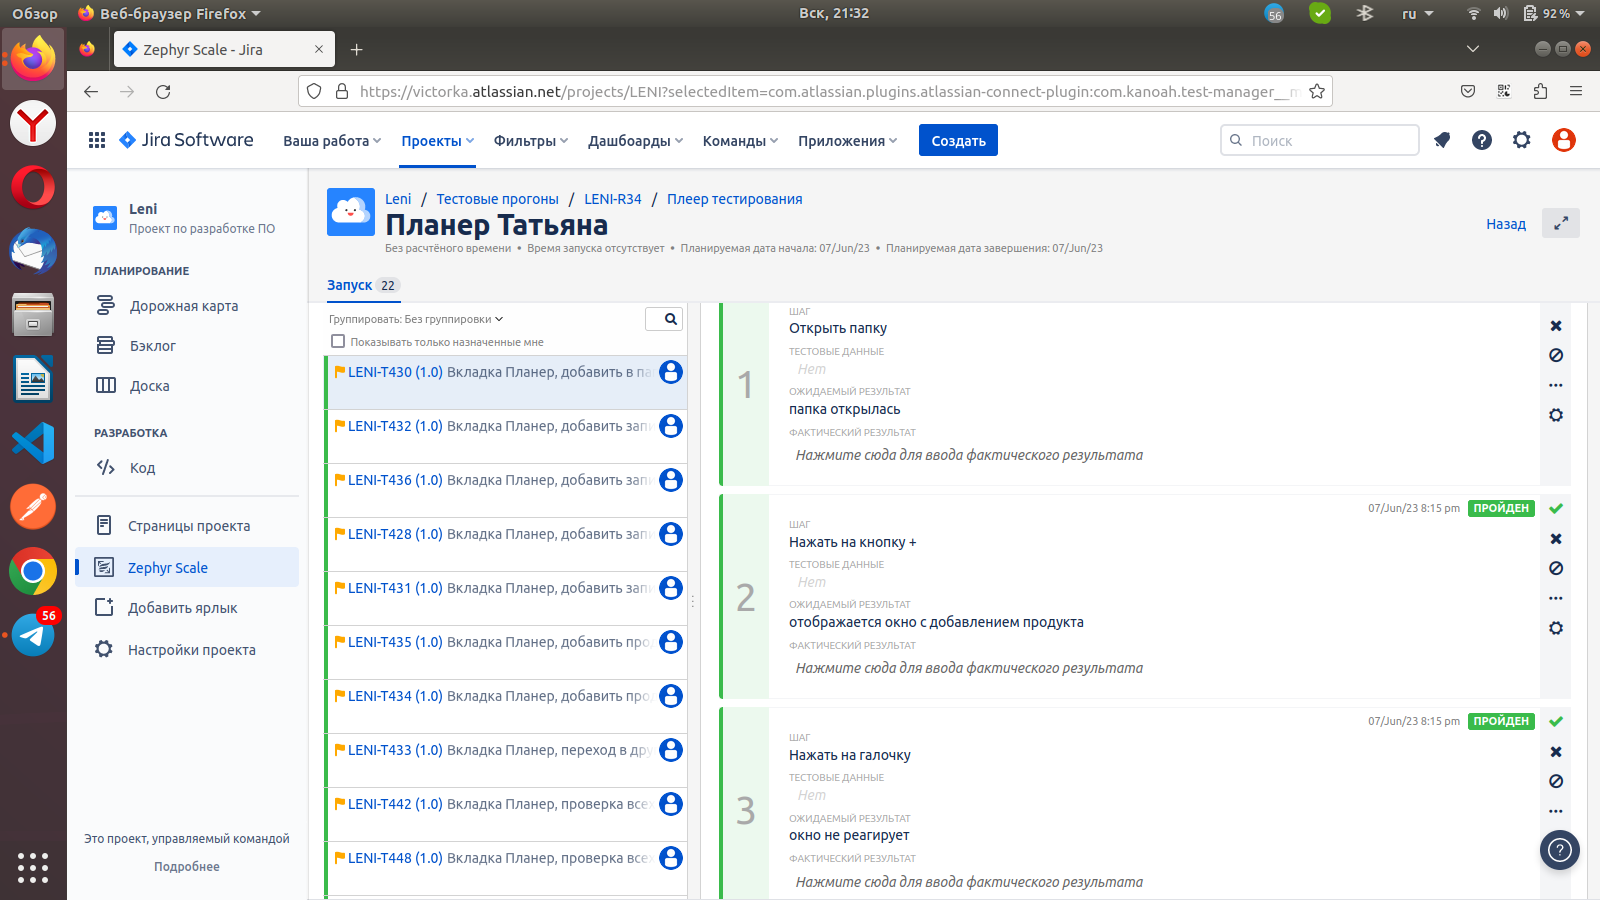 Обзор
Веб-браузер Firefox
Вск, 21:32
56
ru
92 %
Zephyr Scale - Jira
https://victorka.atlassian.net/projects/LENI?selectedItem=com.atlassian.plugins.atlassian-connect-plugin:com.kanoah.test-manager__m
Jira Software
Ваша работа
Проекты
Фильтры
Дашборды
Команды
Приложения
Создать
Поиск
Leni
Проект по разработке ПО
ПЛАНИРОВАНИЕ
Дорожная карта
Бэклог
Доска
РАЗРАБОТКА
Код
Страницы проекта
Zephyr Scale
Добавить ярлык
Настройки проекта
Это проект, управляемый командой
Подробнее
56
Leni / Тестовые прогоны / LENI-R34 / Плеер тестирования
Планер Татьяна
Без расчтёного времени • Время запуска отсутствует • Планируемая дата начала: 07/Jun/23 • Планируемая дата завершения: 07/Jun/23
Назад
Запуск 22
Группировать: Без группировки
Показывать только назначенные мне
LENI-T430 (1.0) Вкладка Планер, добавить в па
LENI-T432 (1.0) Вкладка Планер, добавить запи
LENI-T436 (1.0) Вкладка Планер, добавить запи
LENI-T428 (1.0) Вкладка Планер, добавить запи
LENI-T431 (1.0) Вкладка Планер, добавить запи
LENI-T435 (1.0) Вкладка Планер, добавить прод
LENI-T434 (1.0) Вкладка Планер, добавить прод
LENI-T433 (1.0) Вкладка Планер, переход в дру
LENI-T442 (1.0) Вкладка Планер, проверка всех
LENI-T448 (1.0) Вкладка Планер, проверка всех
1
ШАГ
Открыть папку
ТЕСТОВЫЕ ДАННЫЕ
Нет
ОЖИДАЕМЫЙ РЕЗУЛЬТАТ
папка открылась
ФАКТИЧЕСКИЙ РЕЗУЛЬТАТ
Нажмите сюда для ввода фактического результата
07/Jun/23 8:15 pm ПРОЙДЕН
2
ШАГ
Нажать на кнопку +
ТЕСТОВЫЕ ДАННЫЕ
Нет
ОЖИДАЕМЫЙ РЕЗУЛЬТАТ
отображается окно с добавлением продукта
ФАКТИЧЕСКИЙ РЕЗУЛЬТАТ
Нажмите сюда для ввода фактического результата
07/Jun/23 8:15 pm ПРОЙДЕН
3
ШАГ
Нажать на галочку
ТЕСТОВЫЕ ДАННЫЕ
Нет
ОЖИДАЕМЫЙ РЕЗУЛЬТАТ
окно не реагирует
ФАКТИЧЕСКИЙ РЕЗУЛЬТАТ
Нажмите сюда для ввода фактического результата